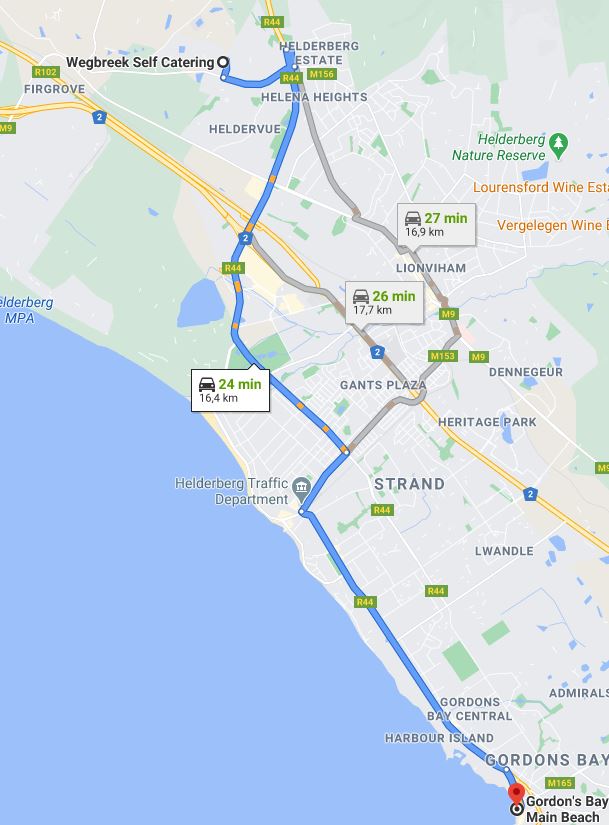 R44
HELDERBERG
ESTATE
Wegbreek Self Catering
R102
R44
M156
FIRGROVE
HELENA HEIGHTS
2
M9
HELDERVUE
Helderberg
Nature Reserve
Lourensford Wine Esta
27 min
16,9 km
Vergelegen Wine E
2
R44
LIONVIHAM
elderberg
MPA
26 min
17,7 km
M9
2
M153
M9
24 min
16,4 km
DENNEGEUR
GANTS PLAZA
HERITAGE PARK
M9
Helderberg Traffic
Department
STRAND
2
R44
LWANDLE
R44
R44
ADMIRALS
GORDONS
BAY CENTRAL
HARBOUR ISLAND
GORDONS BAY
M165
Gordon's Bay
Main Beach